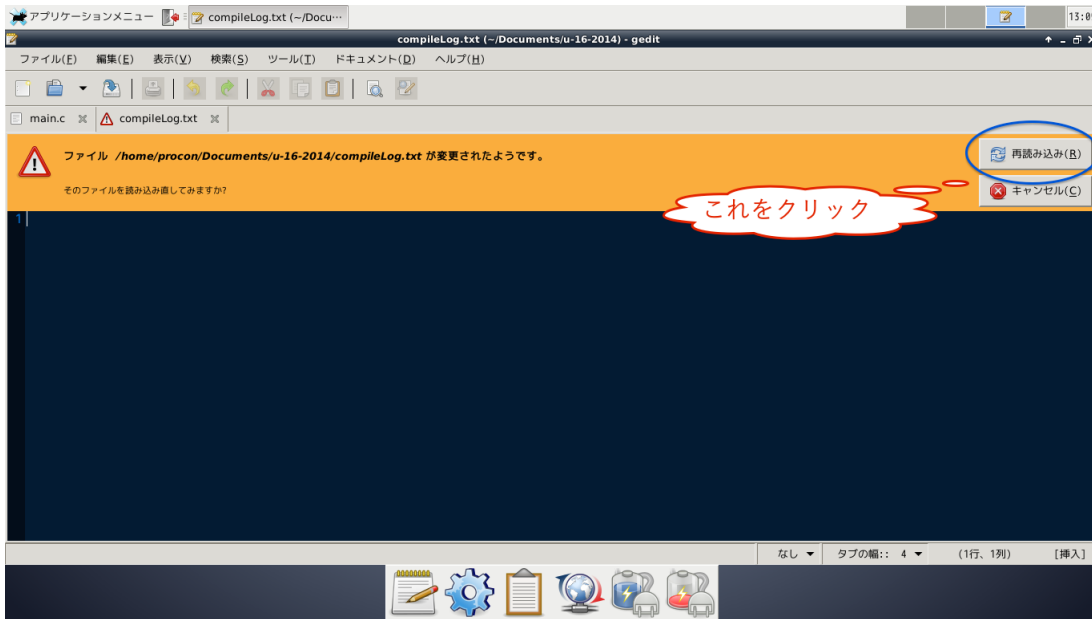 アプリケーションメニュー
compileLog.txt (~/Docu…
compileLog.txt (~/Documents/u-16-2014) - gedit
ファイル(F) 編集(E) 表示(V) 検索(S) ツール(T) ドキュメント(D) ヘルプ(H)
main.c
compileLog.txt
ファイル /home/procon/Documents/u-16-2014/compileLog.txt が変更されたようです。
再読み込み(R)
そのファイルを読み込み直してみますか?
キャンセル(C)
これをクリック
1
なし タブの幅:: 4 (1行、1列) [挿入]